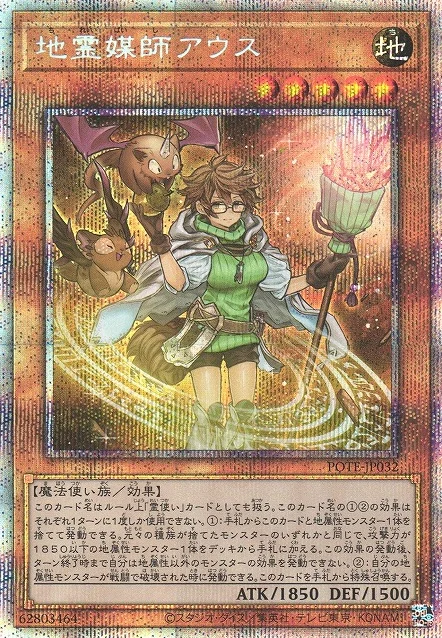 地霊媒師アウス
地
POTE-JP032
【魔法使い族／効果】
このカード名はルール上「霊使い」カードとしても扱う。このカード名の①②の効果は
それぞれ1ターンに1度しか使用できない。①：手札からこのカードと地属性モンスター1体を
捨てて発動できる。元々の種族が捨てたモンスターのいずれかと同じで、攻撃力が
1850以下の地属性モンスター1体をデッキから手札に加える。この効果の発動後、
ターン終了時まで自分は地属性以外のモンスターの効果を発動できない。②：自分の地
属性モンスターが戦闘で破壊された時に発動できる。このカードを手札から特殊召喚する。
ATK/1850 DEF/1500
62803464
©スタジオ・ダイス/集英社・テレビ東京・KONAMI